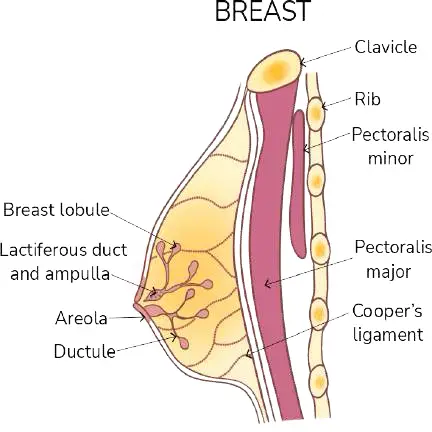 BREAST
Clavicle
Rib
Pectoralis
minor
Breast lobule
Lactiferous duct
and ampulla
Pectoralis
major
Areola
Cooper's
ligament
Ductule